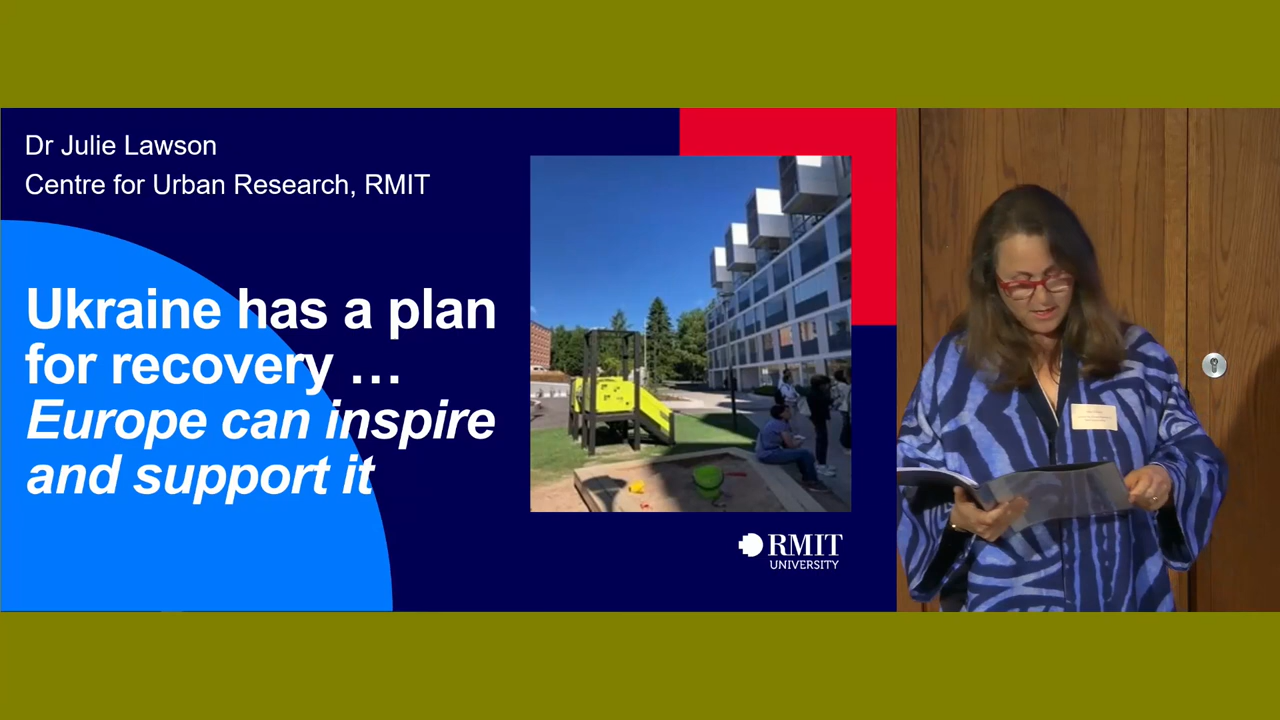 Dr Julie Lawson
Centre for Urban Research, RMIT
Ukraine has a plan
for recovery ...
Europe can inspire
and support it
RMIT
UNIVERSITY